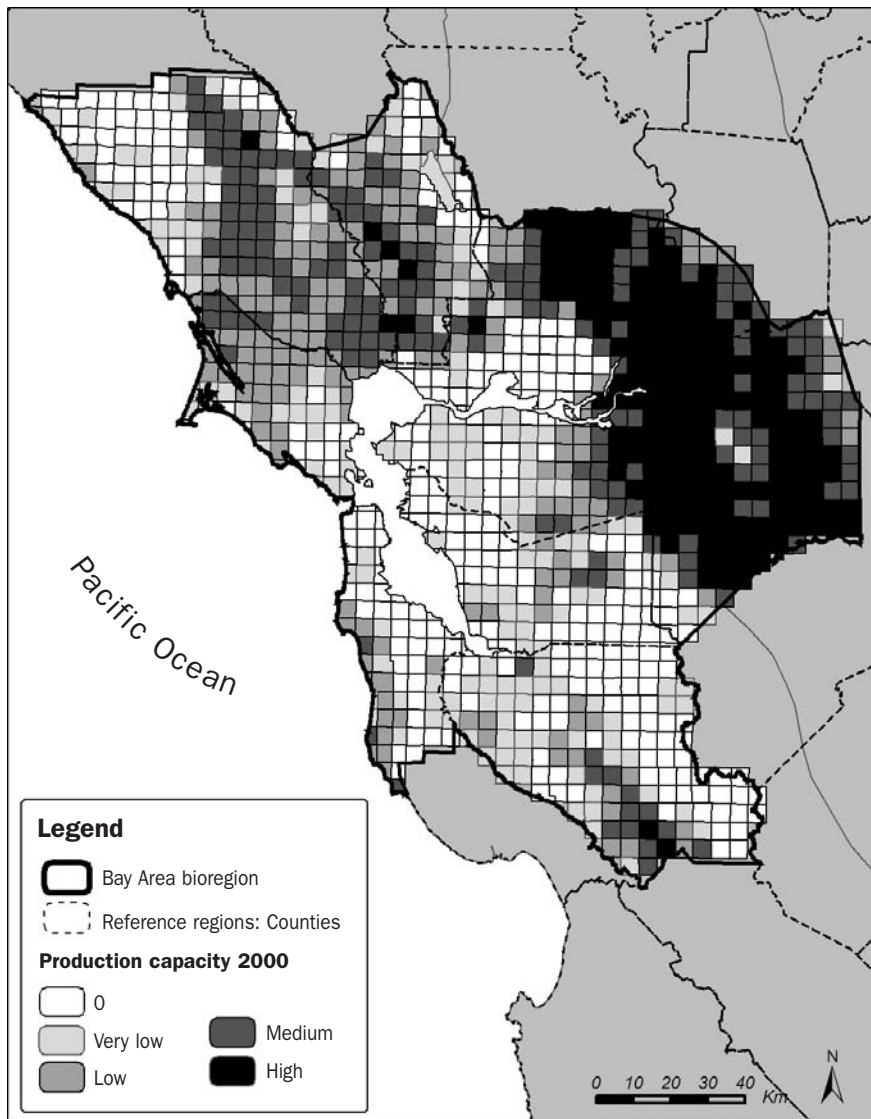 Pacific Ocean
Legend
Bay Area bioregion
Reference regions: Counties
Production capacity 2000
0
Very low
Low
Medium
High
N
0 10 20 30 40
Km